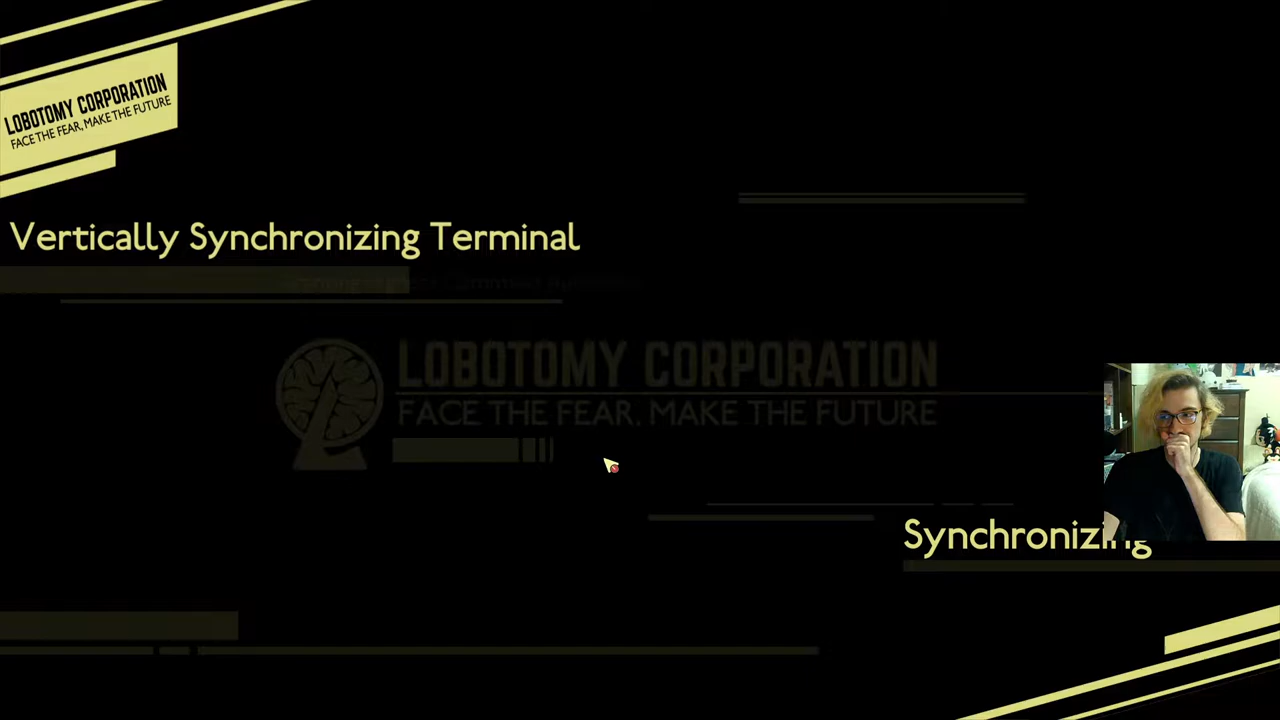 LOBOTOMY CORPORATION
FACE THE FEAR, MAKE THE FUTURE
Vertically Synchronizing Terminal
LOBOTOMY CORPORATION
FACE THE FEAR, MAKE THE FUTURE
Synchronizing